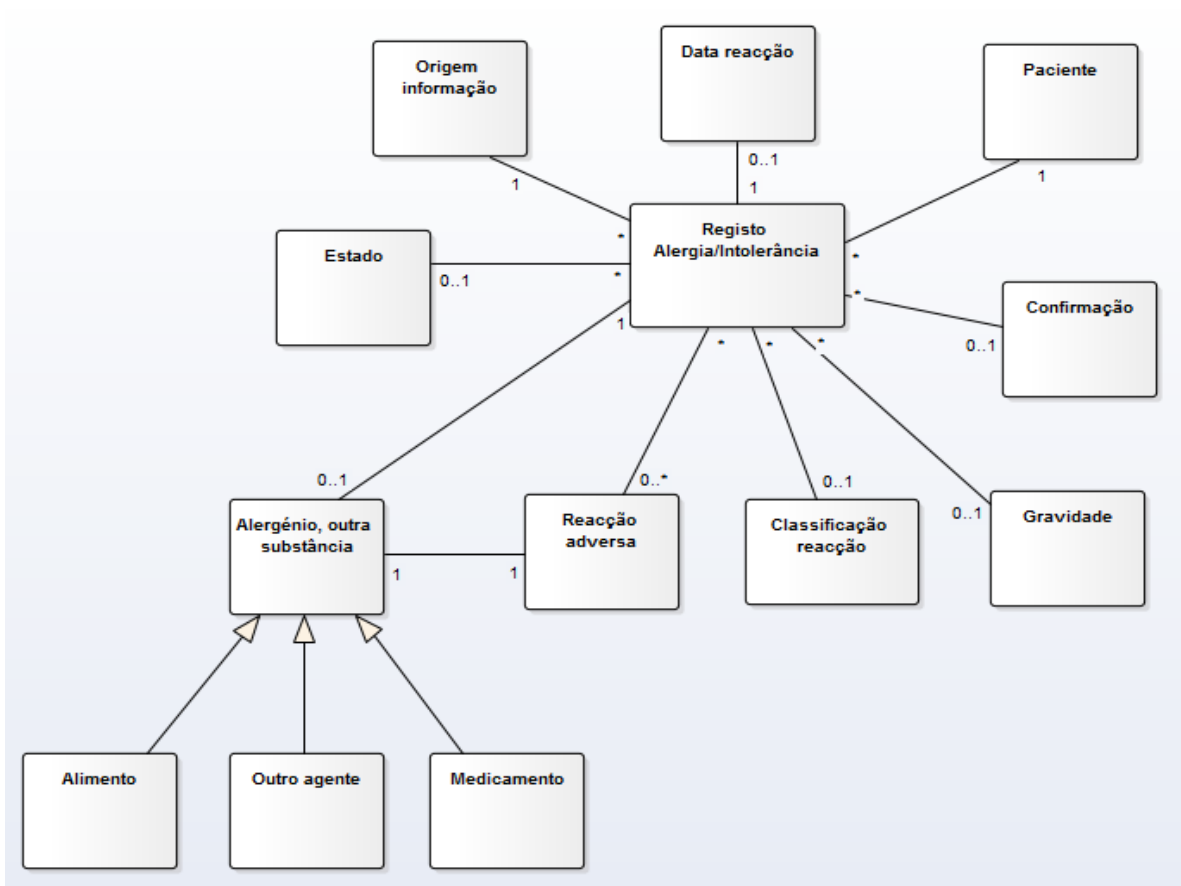 Origem
informação
Data reacção
Paciente
1
0..1
1
1
Registo
Alergia/Intolerância
*
*
Estado
0..1
*
*
Confirmação
0..1
1
*
*
*
0..1
0..*
0..1
0..1
Alergénio, outra
substância
Reacção
adversa
Classificação
reacção
Gravidade
1
1
Alimento
Outro agente
Medicamento